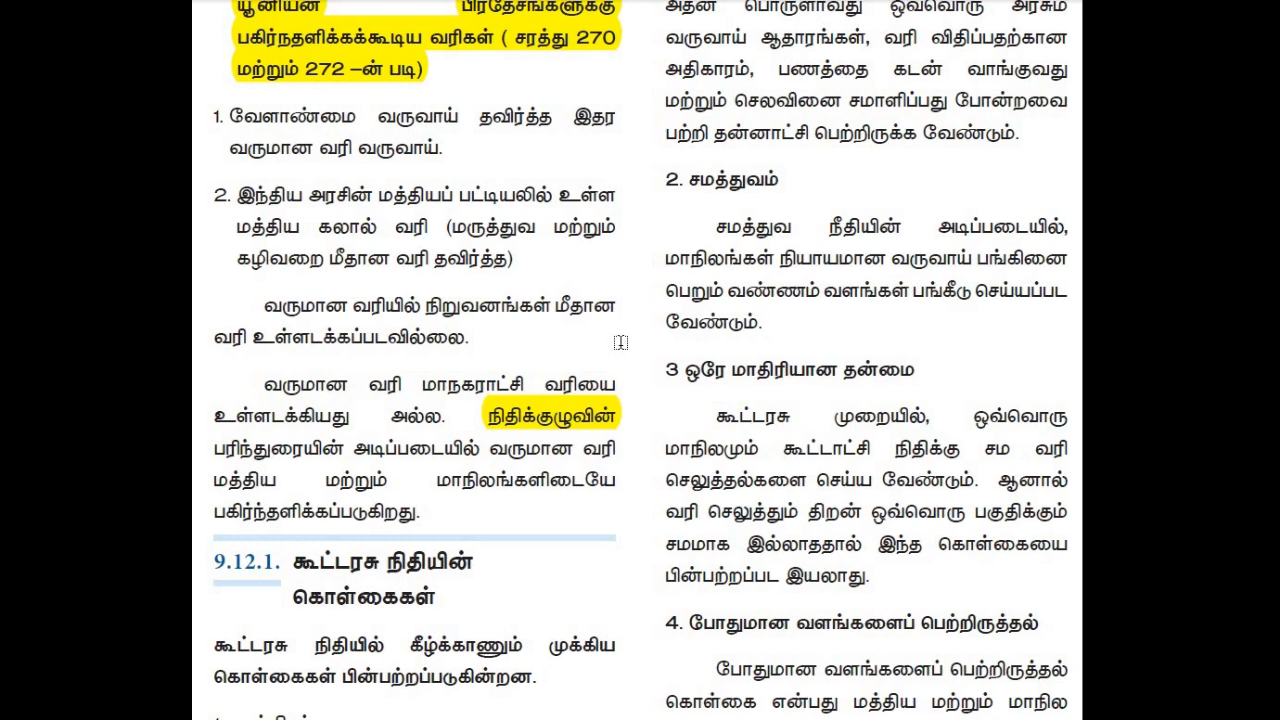 யூனியன் பிரதேசங்களுக்கு
பகிர்நதளிக்கக்கூடிய வரிகள் ( சரத்து 270
மற்றும் 272 –ன் படி)
1. வேளாண்மை வருவாய் தவிர்த்த இதர
வருமான வரி வருவாய்.
2. இந்திய அரசின் மத்தியப் பட்டியலில் உள்ள
மத்திய கலால் வரி (மருத்துவ மற்றும்
கழிவறை மீதான வரி தவிர்த்த)
வருமான வரியில் நிறுவனங்கள் மீதான
வரி உள்ளடக்கப்படவில்லை.
வருமான வரி மாநகராட்சி வரியை
உள்ளடக்கியது அல்ல. நிதிக்குழுவின்
பரிந்துரையின் அடிப்படையில் வருமான வரி
மத்திய மற்றும் மாநிலங்களிடையே
பகிர்ந்தளிக்கப்படுகிறது.
9.12.1. கூட்டரசு நிதியின்
கொள்கைகள்
கூட்டரசு நிதியில் கீழ்க்காணும் முக்கிய
கொள்கைகள் பின்பற்றப்படுகின்றன.
அதன் பொருளாவது ஒவ்வொரு அரசும்
வருவாய் ஆதாரங்கள், வரி விதிப்பதற்கான
அதிகாரம், பணத்தை கடன் வாங்குவது
மற்றும் செலவினை சமாளிப்பது போன்றவை
பற்றி தன்னாட்சி பெற்றிருக்க வேண்டும்.
2. சமத்துவம்
சமத்துவ நீதியின் அடிப்படையில்,
மாநிலங்கள் நியாயமான வருவாய் பங்கினை
பெறும் வண்ணம் வளங்கள் பங்கீடு செய்யப்பட
வேண்டும்.
3 ஒரே மாதிரியான தன்மை
கூட்டரசு முறையில், ஒவ்வொரு
மாநிலமும் கூட்டாட்சி நிதிக்கு சம வரி
செலுத்தல்களை செய்ய வேண்டும். ஆனால்
வரி செலுத்தும் திறன் ஒவ்வொரு பகுதிக்கும்
சமமாக இல்லாததால் இந்த கொள்கையை
பின்பற்றப்பட இயலாது.
4. போதுமான வளங்களைப் பெற்றிருத்தல்
போதுமான வளங்களைப் பெற்றிருத்தல்
கொள்கை என்பது மத்திய மற்றும் மாநில